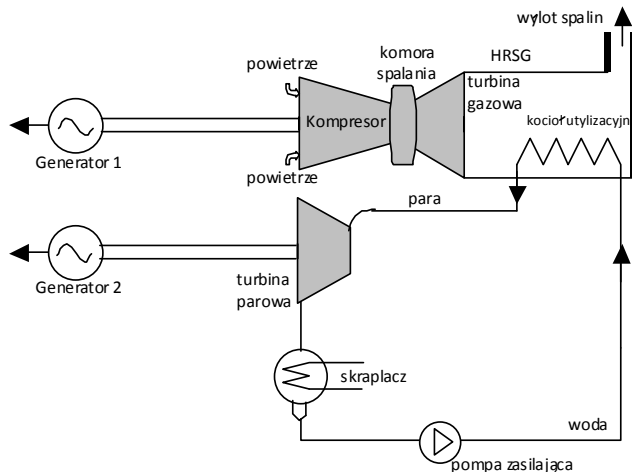 wylot spalin
komora
spalania
HRSG
powietrze
turbina
gazowa
Kompresor
kocioł utylizacyjn
Generator 1
powietrze
para
Generator 2
turbina
parowa
skraplacz
woda
pompa zasilająca